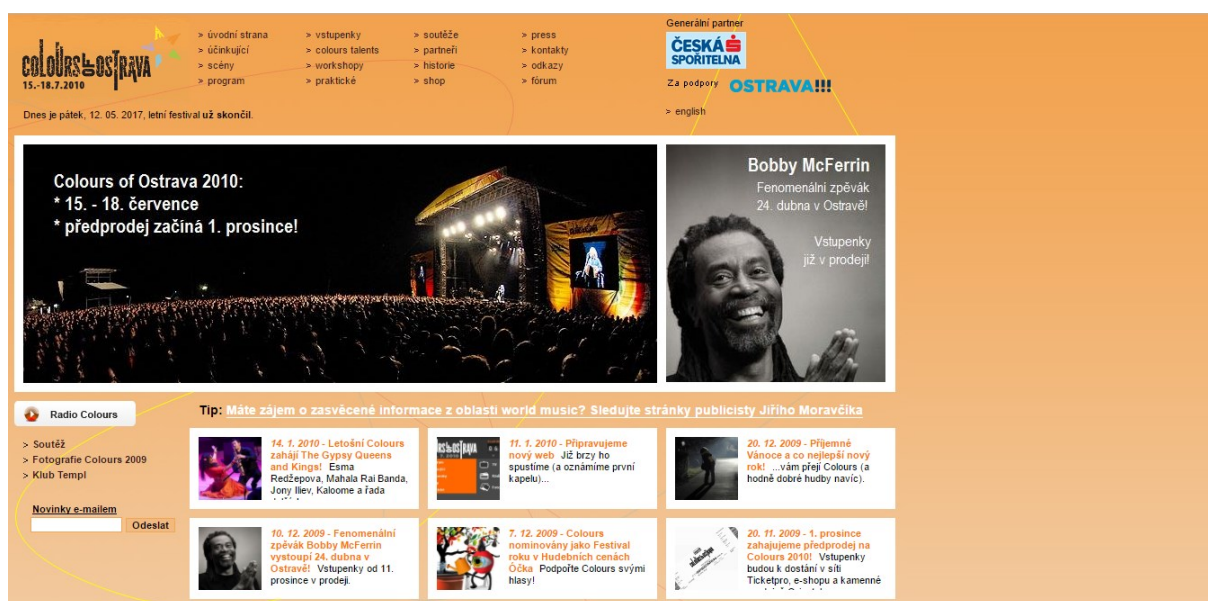 COLOURS OF OSTRAVA
15.-18.7.2010
> úvodní strana
> účinkující
> scény
> program
> vstupenky
> colours talents
> workshopy
> praktické
> soutěže
> partneři
> historie
> shop
> press
> kontakty
> odkazy
> fórum
Generální partner
ČESKÁ
SPOŘITELNA
Za podpory OSTRAVA!!!
> english
Dnes je pátek, 12. 05. 2017, letní festival už skončil.
Colours of Ostrava 2010:
* 15. - 18. července
* předprodej začíná 1. prosince!
Bobby McFerrin
Fenomenální zpěvák
24. dubna v Ostravě!
Vstupenky
již v prodeji!
Radio Colours
> Soutěž
> Fotografie Colours 2009
> Klub Templ
Novinky e-mailem
Odeslat
Tip: Máte zájem o zasvěcené informace z oblasti world music? Sledujte stránky publicisty Jiřího Moravčíka
14. 1. 2010 - Letošní Colours
zahájí The Gypsy Queens
and Kings! Esma
Redžepova, Mahala Rai Banda,
Jony Iliev, Kaloome a řada
11. 1. 2010 - Připravujeme
nový web Již brzy ho
spustíme (a oznámíme první
kapelu)...
20. 12. 2009 - Příjemné
Vánoce a co nejlepší nový
rok! ...vám přejí Colours (a
hodně dobré hudby navíc).
10. 12. 2009 - Fenomenální
zpěvák Bobby McFerrin
vystoupí 24. dubna v
Ostravě! Vstupenky od 11.
prosince v prodeji.
7. 12. 2009 - Colours
nominovány jako Festival
roku v Hudebních cenách
Óčka Podpořte Colours svými
hlasy!
20. 11. 2009 - 1. prosince
zahajujeme předprodej na
Colours 2010! Vstupenky
budou k dostání v síti
Ticketpro, e-shopu a kamenné